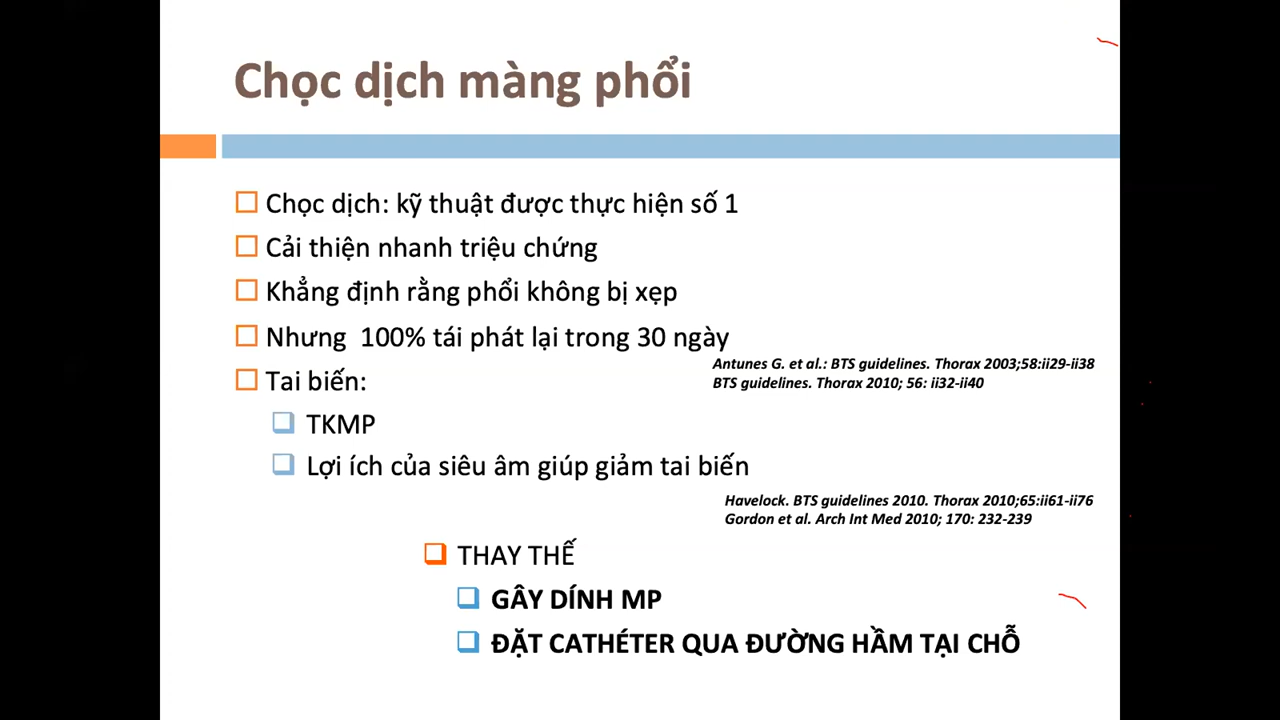 Chọc dịch màng phổi
Chọc dịch: kỹ thuật được thực hiện số 1
Cải thiện nhanh triệu chứng
Khẳng định rằng phổi không bị xẹp
Nhưng 100% tái phát lại trong 30 ngày
Antunes G. et al.: BTS guidelines. Thorax 2003;58:ii29-ii38
BTS guidelines. Thorax 2010; 56: ii32-ii40
Tai biến:
TKMP
Lợi ích của siêu âm giúp giảm tai biến
Havelock. BTS guidelines 2010. Thorax 2010;65:ii61-ii76
Gordon et al. Arch Int Med 2010; 170: 232-239
THAY THẾ
GÂY DÍNH MP
ĐẶT CATHÉTER QUA ĐƯỜNG HẦM TẠI CHỖ